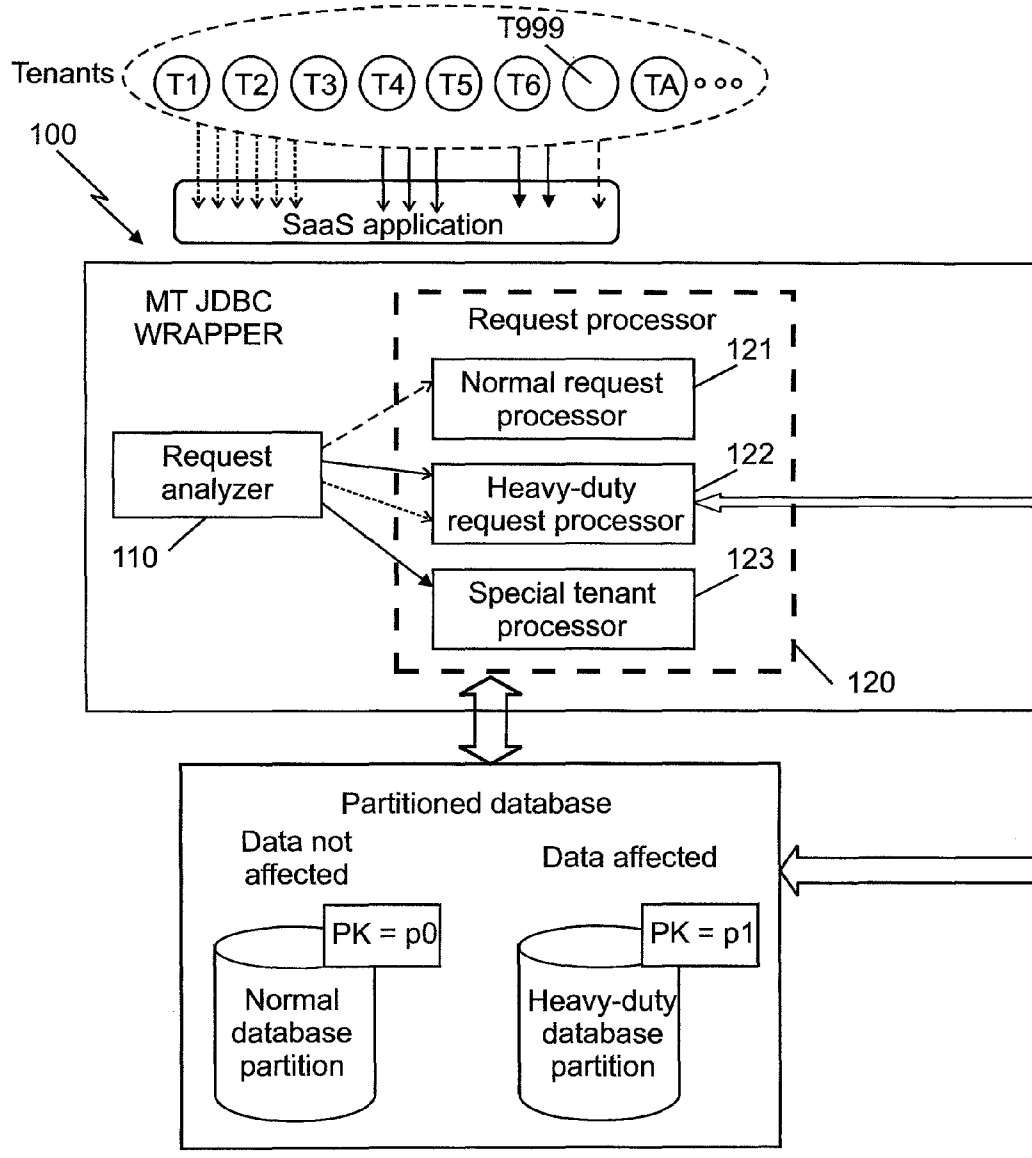 T999
Tenants
T1
T2
T3
T4
T5
T6
TA
100
SaaS application
MT JDBC
WRAPPER
Request processor
121
Normal request
processor
122
Request
analyzer
Heavy-duty
request processor
110
123
Special tenant
processor
120
Partitioned database
Data not
affected
Data affected
PK = p0
PK = p1
Normal
database
partition
Heavy-duty
database
partition